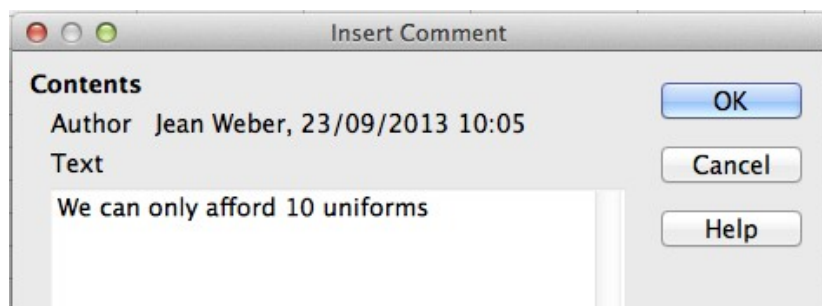 Insert Comment
Contents
OK
Author Jean Weber, 23/09/2013 10:05
Text
Cancel
We can only afford 10 uniforms
Help